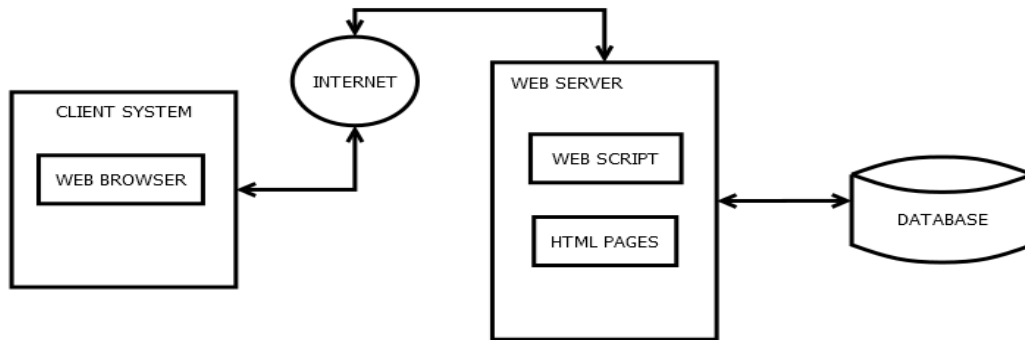 INTERNET
WEB SERVER
CLIENT SYSTEM
WEB BROWSER
WEB SCRIPT
HTML PAGES
DATABASE